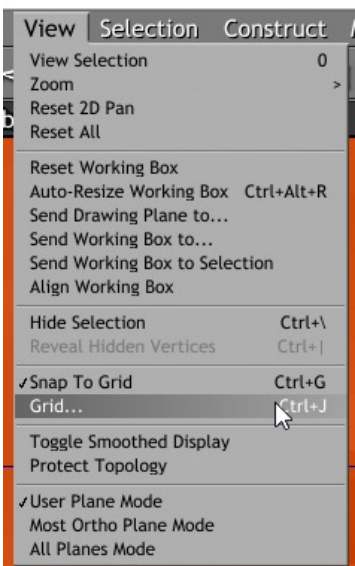 View Selection Construct
View Selection 0
Zoom >
Reset 2D Pan
Reset All
Reset Working Box
Auto-Resize Working Box Ctrl+Alt+R
Send Drawing Plane to...
Send Working Box to...
Send Working Box to Selection
Align Working Box
Hide Selection Ctrl+\
Reveal Hidden Vertices Ctrl+|
✓Snap To Grid Ctrl+G
Grid... Ctrl+J
Toggle Smoothed Display
Protect Topology
✓User Plane Mode
Most Ortho Plane Mode
All Planes Mode